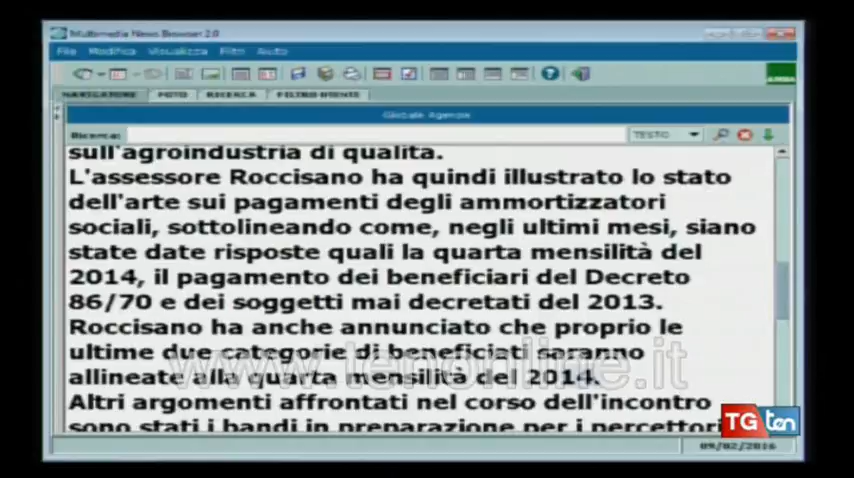 Multimedia News Browser 2.0
File Modifica Visualizza Filtri Aiuto
NAVIGATORE FOTO RICERCA FILTRO UTENTE
Globale Agenzie
Ricerca: TESTO
sull'agroindustria di qualità.
L'assessore Roccisano ha quindi illustrato lo stato
dell'arte sui pagamenti degli ammortizzatori
sociali, sottolineando come, negli ultimi mesi, siano
state date risposte quali la quarta mensilità del
2014, il pagamento dei beneficiari del Decreto
86/70 e dei soggetti mai decretati del 2013.
Roccisano ha anche annunciato che proprio le
ultime due categorie di beneficiati saranno
allineate alla quarta mensilità del 2014.
www.tenonline.it
Altri argomenti affrontati nel corso dell'incontro
sono stati i bandi in preparazione per i percettori
TG ten
09/02/2016